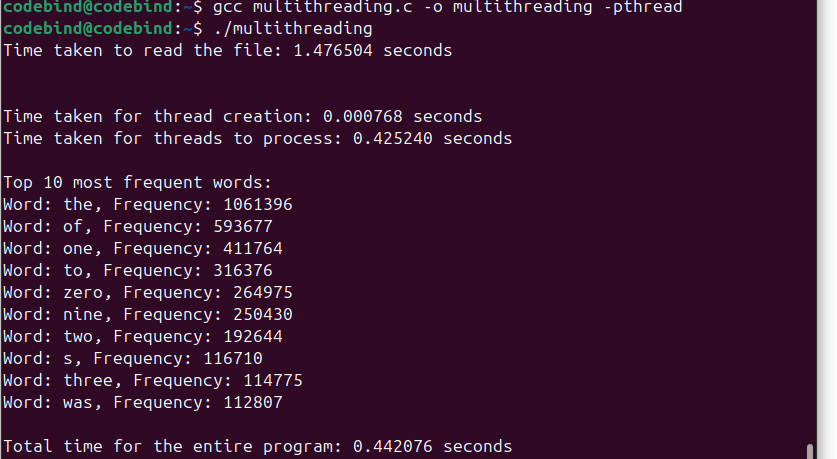 codebind@codebind:~$ gcc multithreading.c -o multithreading -pthread
codebind@codebind:~$ ./multithreading
Time taken to read the file: 1.476504 seconds
Time taken for thread creation: 0.000768 seconds
Time taken for threads to process: 0.425240 seconds
Top 10 most frequent words:
Word: the, Frequency: 1061396
Word: of, Frequency: 593677
Word: one, Frequency: 411764
Word: to, Frequency: 316376
Word: zero, Frequency: 264975
Word: nine, Frequency: 250430
Word: two, Frequency: 192644
Word: s, Frequency: 116710
Word: three, Frequency: 114775
Word: was, Frequency: 112807
Total time for the entire program: 0.442076 seconds